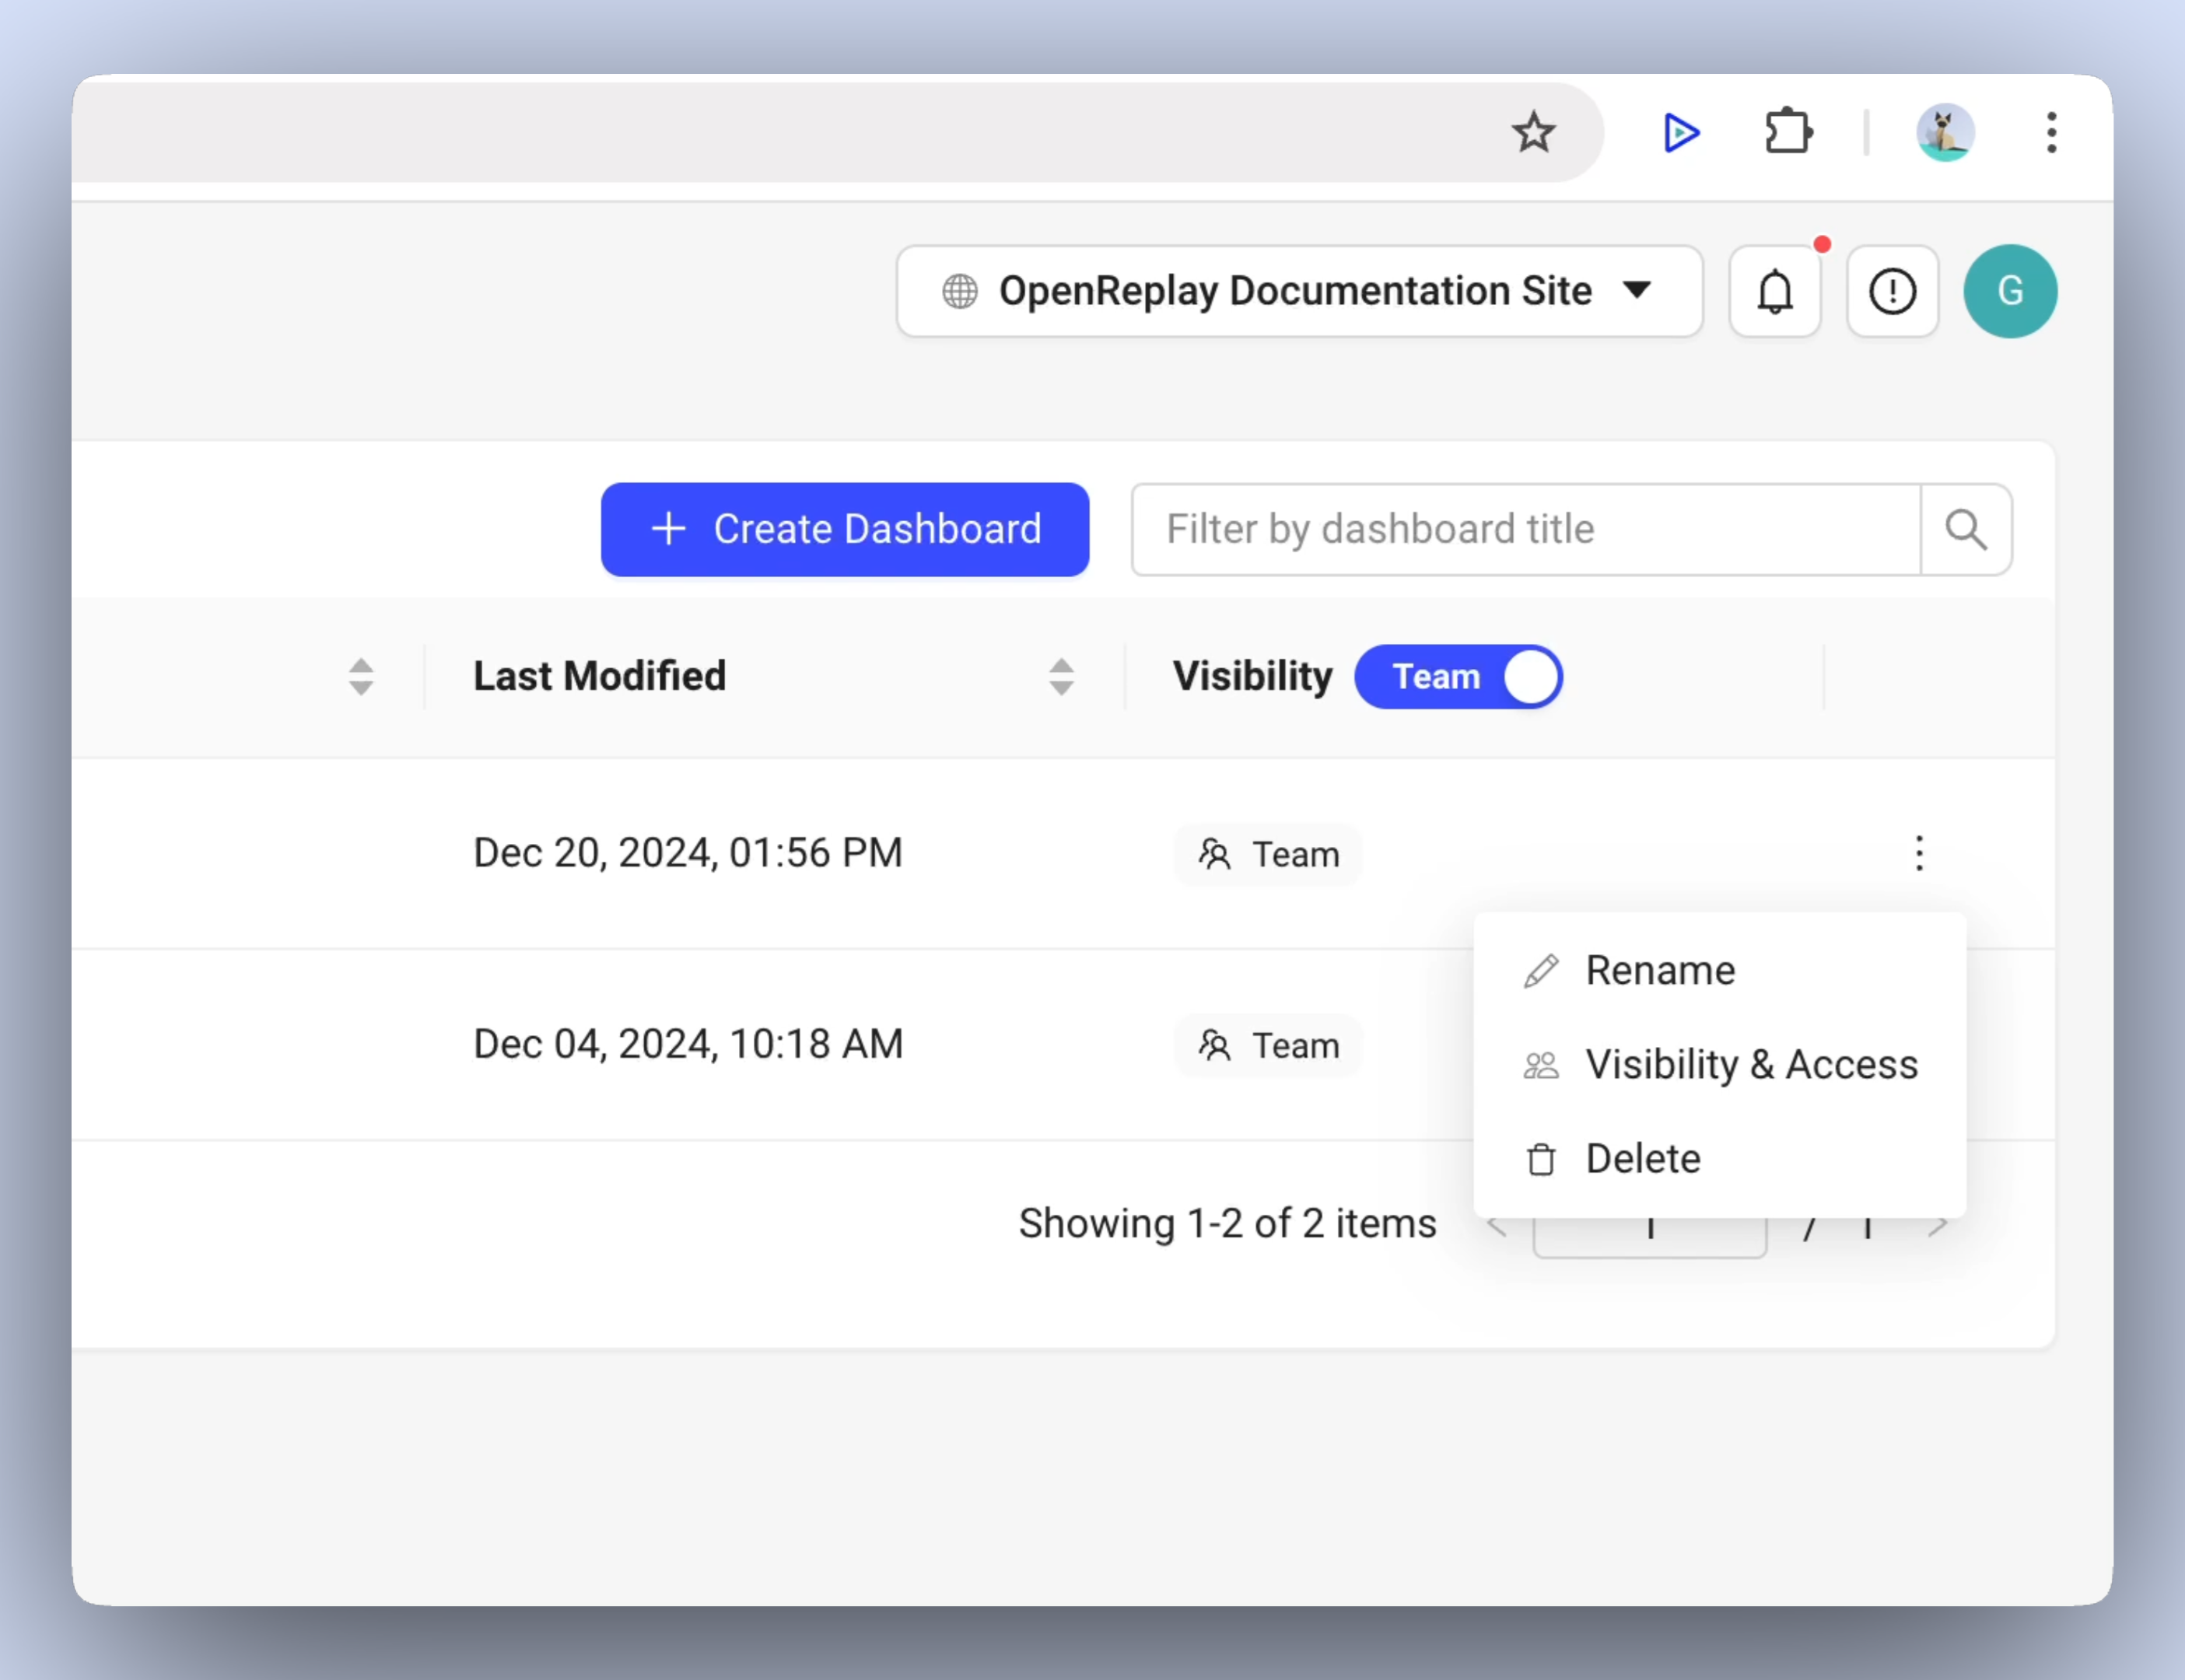 OpenReplay Documentation Site
G
Create Dashboard
Filter by dashboard title
Last Modified
Visibility
Team
Dec 20, 2024, 01:56 PM
Team
Rename
Dec 04, 2024, 10:18 AM
Team
Visibility & Access
Delete
Showing 1-2 of 2 items
1 / 1